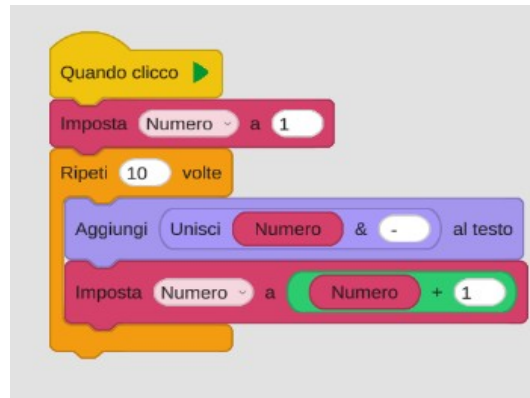 Quando clicco
Imposta Numero a 1
Ripeti 10 volte
Aggiungi Unisci Numero & - al testo
Imposta Numero a Numero + 1